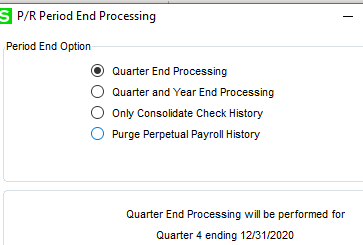 S P/R Period End Processing
Period End Option
Quarter End Processing
Quarter and Year End Processing
Only Consolidate Check History
Purge Perpetual Payroll History
Quarter End Processing will be performed for
Quarter 4 ending 12/31/2020